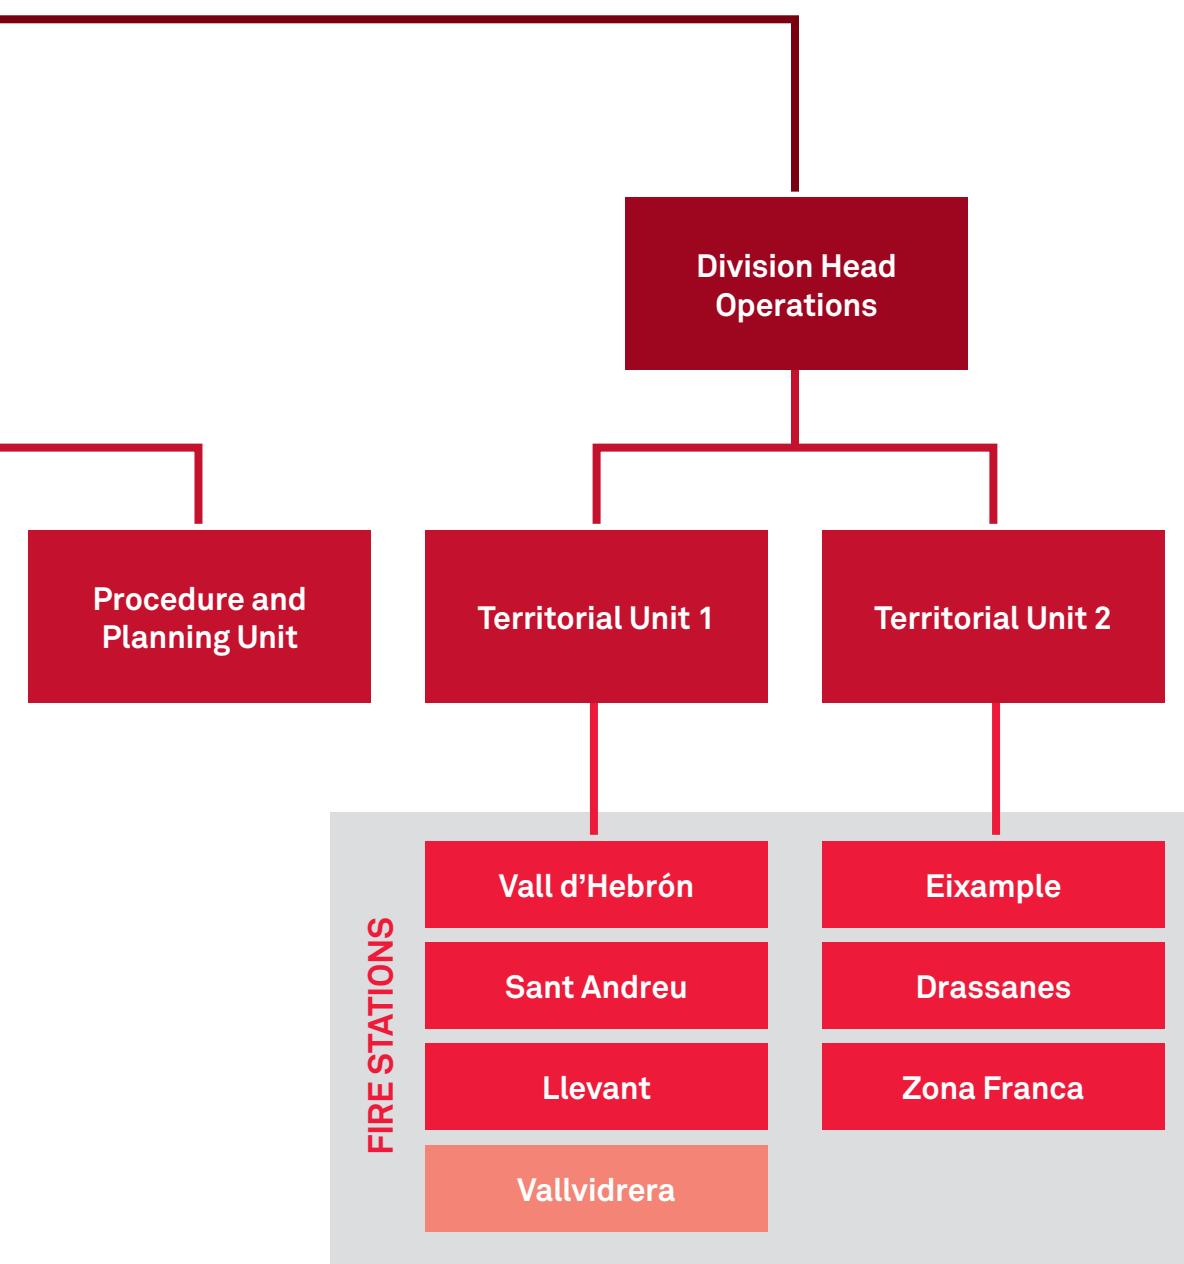 Division Head
Operations
Procedure and
Planning Unit
Territorial Unit 1
Territorial Unit 2
FIRE STATIONS
Vall d’Hebrón
Sant Andreu
Llevant
Vallvidrera
Eixample
Drassanes
Zona Franca